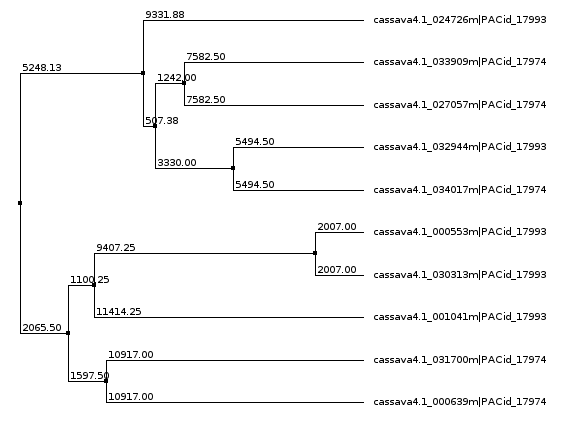 9331.88
cassava4.1_024726m|PACid_17993
7582.50
cassava4.1_033909m|PACid_17974
5248.13
1242.00
7582.50
cassava4.1_027057m|PACid_17974
507.38
5494.50
cassava4.1_032944m|PACid_17993
3330.00
5494.50
cassava4.1_034017m|PACid_17974
2007.00
cassava4.1_000553m|PACid_17993
9407.25
2007.00
cassava4.1_030313m|PACid_17993
1100.25
11414.25
cassava4.1_001041m|PACid_17993
2065.50
10917.00
cassava4.1_031700m|PACid_17974
1597.50
10917.00
cassava4.1_000639m|PACid_17974